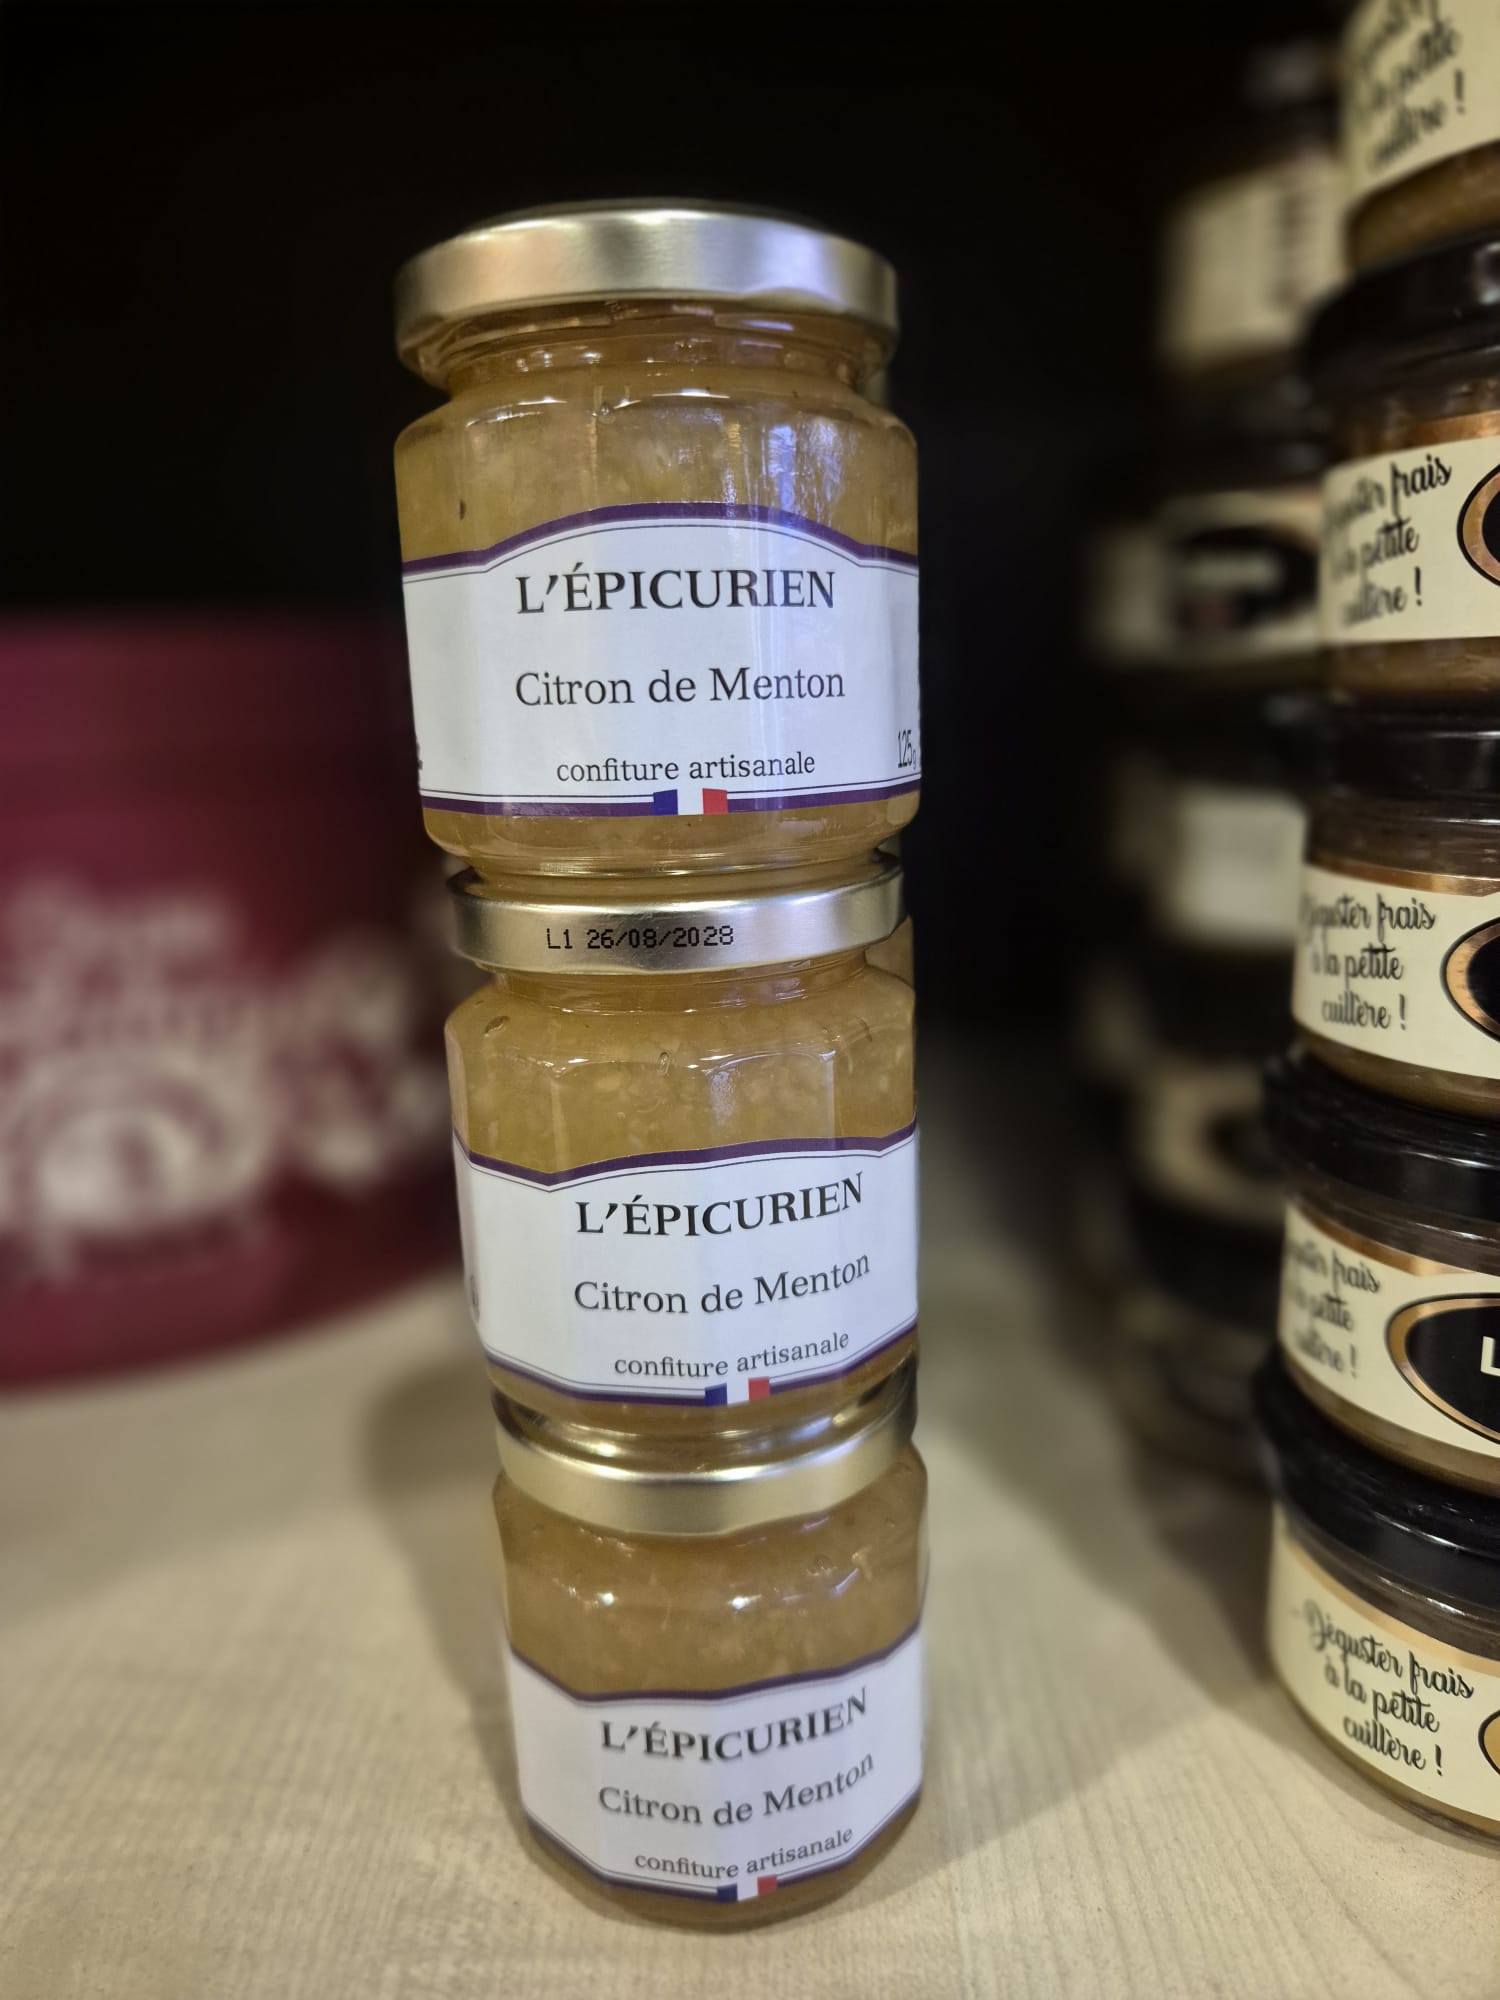 L'ÉPICURIEN
Citron de Menton
confiture artisanale
125g
L1 26/08/2028
L'ÉPICURIEN
Citron de Menton
confiture artisanale
L'ÉPICURIEN
Citron de Menton
confiture artisanale
à la petite
cuillère !
Déguster frais
à la petite
cuillère !
Déguster frais
à la petite
cuillère !
frais
petite
cuillère !
L
Déguster frais
à la petite
cuillère !